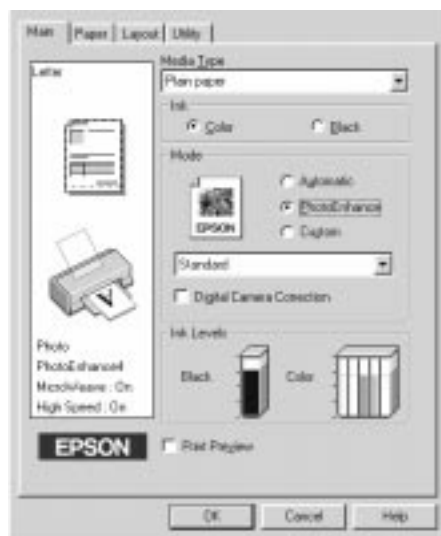 Main Paper Layout Utility
Letter
Media Type
Plain paper
Ink
Color Black
Mode
Automatic
PhotoEnhance
Custom
EPSON
Standard
Digital Camera Correction
Ink Levels
Black Color
Photo
PhotoEnhance4
MicroWeave : On
High Speed : On
EPSON
Print Preview
OK Cancel Help